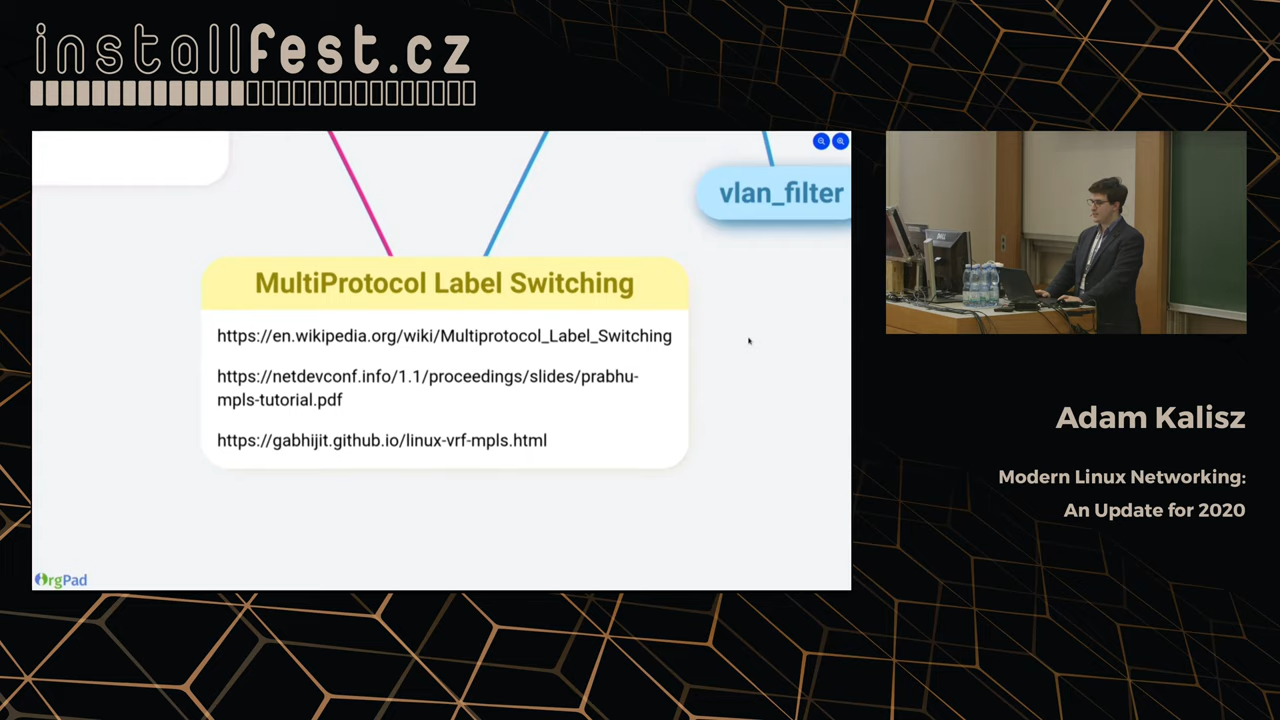 installfest.cz
vlan_filter
MultiProtocol Label Switching
https://en.wikipedia.org/wiki/Multiprotocol_Label_Switching
https://netdevconf.info/1.1/proceedings/slides/prabhu-
mpls-tutorial.pdf
https://gabhijit.github.io/linux-vrf-mpls.html
OrgPad
Adam Kalisz
Modern Linux Networking:
An Update for 2020